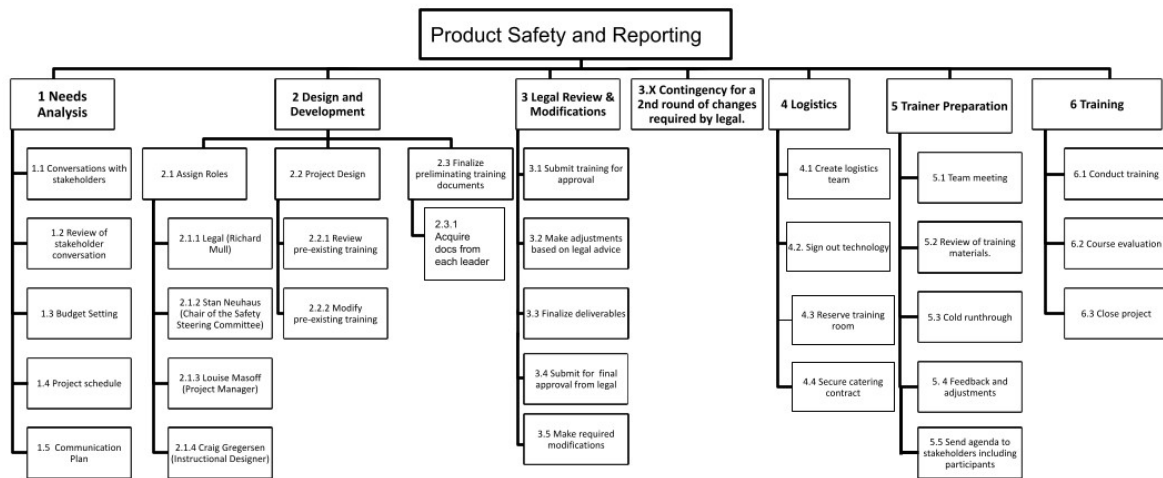 Product Safety and Reporting
1 Needs
Analysis
2 Design and
Development
3 Legal Review &
Modifications
3.X Contingency for a
2nd round of changes
required by legal.
4 Logistics
5 Trainer Preparation
6 Training
1.1 Conversations with
stakeholders
1.2 Review of
stakeholder
conversation
1.3 Budget Setting
1.4 Project schedule
1.5 Communication
Plan
2.1 Assign Roles
2.1.1 Legal (Richard
Mull)
2.1.2 Stan Neuhaus
(Chair of the Safety
Steering Committee)
2.1.3 Louise Masoff
(Project Manager)
2.1.4 Craig Gregersen
(Instructional Designer)
2.2 Project Design
2.2.1 Review
pre-existing training
2.2.2 Modify
pre-existing training
2.3 Finalize
preliminating training
documents
2.3.1
Acquire
docs from
each leader
3.1 Submit training for
approval
3.2 Make adjustments
based on legal advice
3.3 Finalize deliverables
3.4 Submit for final
approval from legal
3.5 Make required
modifications
4.1 Create logistics
team
4.2. Sign out technology
4.3 Reserve training
room
4.4 Secure catering
contract
5.1 Team meeting
5.2 Review of training
materials.
5.3 Cold runthrough
5. 4 Feedback and
adjustments
5.5 Send agenda to
stakeholders including
participants
6.1 Conduct training
6.2 Course evaluation
6.3 Close project